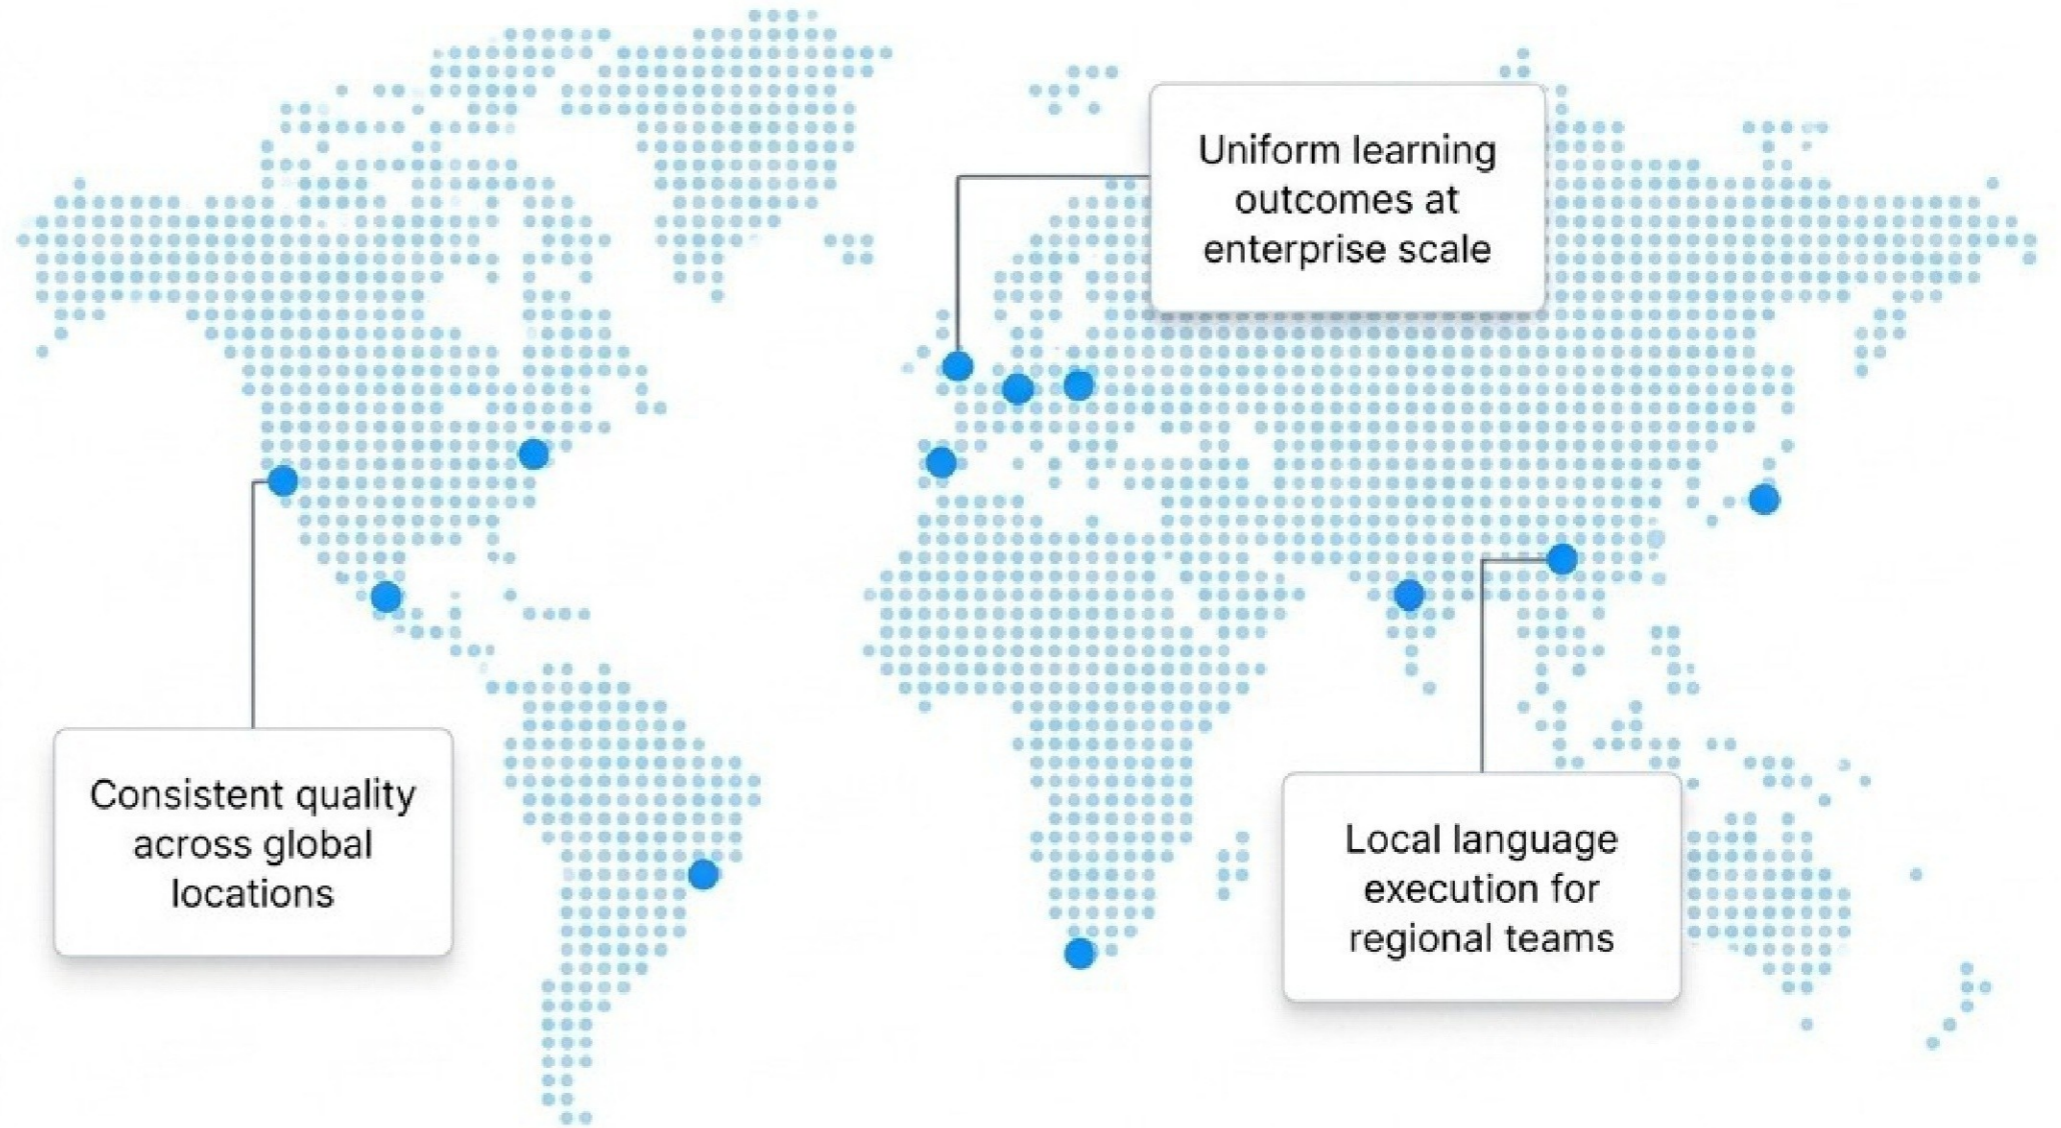 Uniform learning
outcomes at
enterprise scale
Consistent quality
across global
locations
Local language
execution for
regional teams